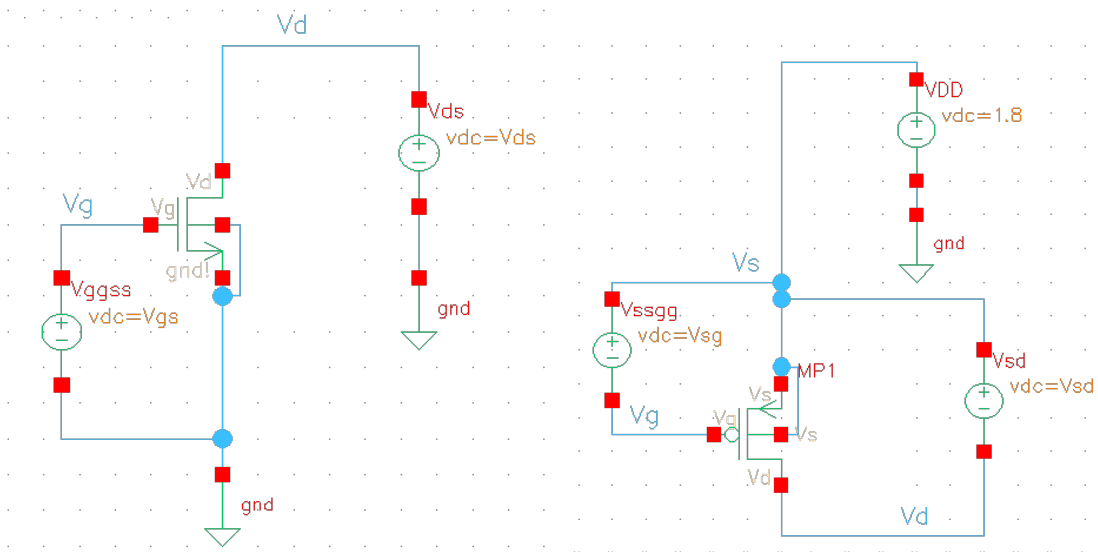 Vd
Vds
vdc=Vds
Vd
Vg
Vg
gnd!
Vggss
vdc=Vgs
gnd
gnd
VDD
vdc=1.8
gnd
Vs
Vssgg
vdc=Vsg
Vsd
vdc=Vsd
MP1
Vs
Vg
Vg
Vs
Vd
Vd